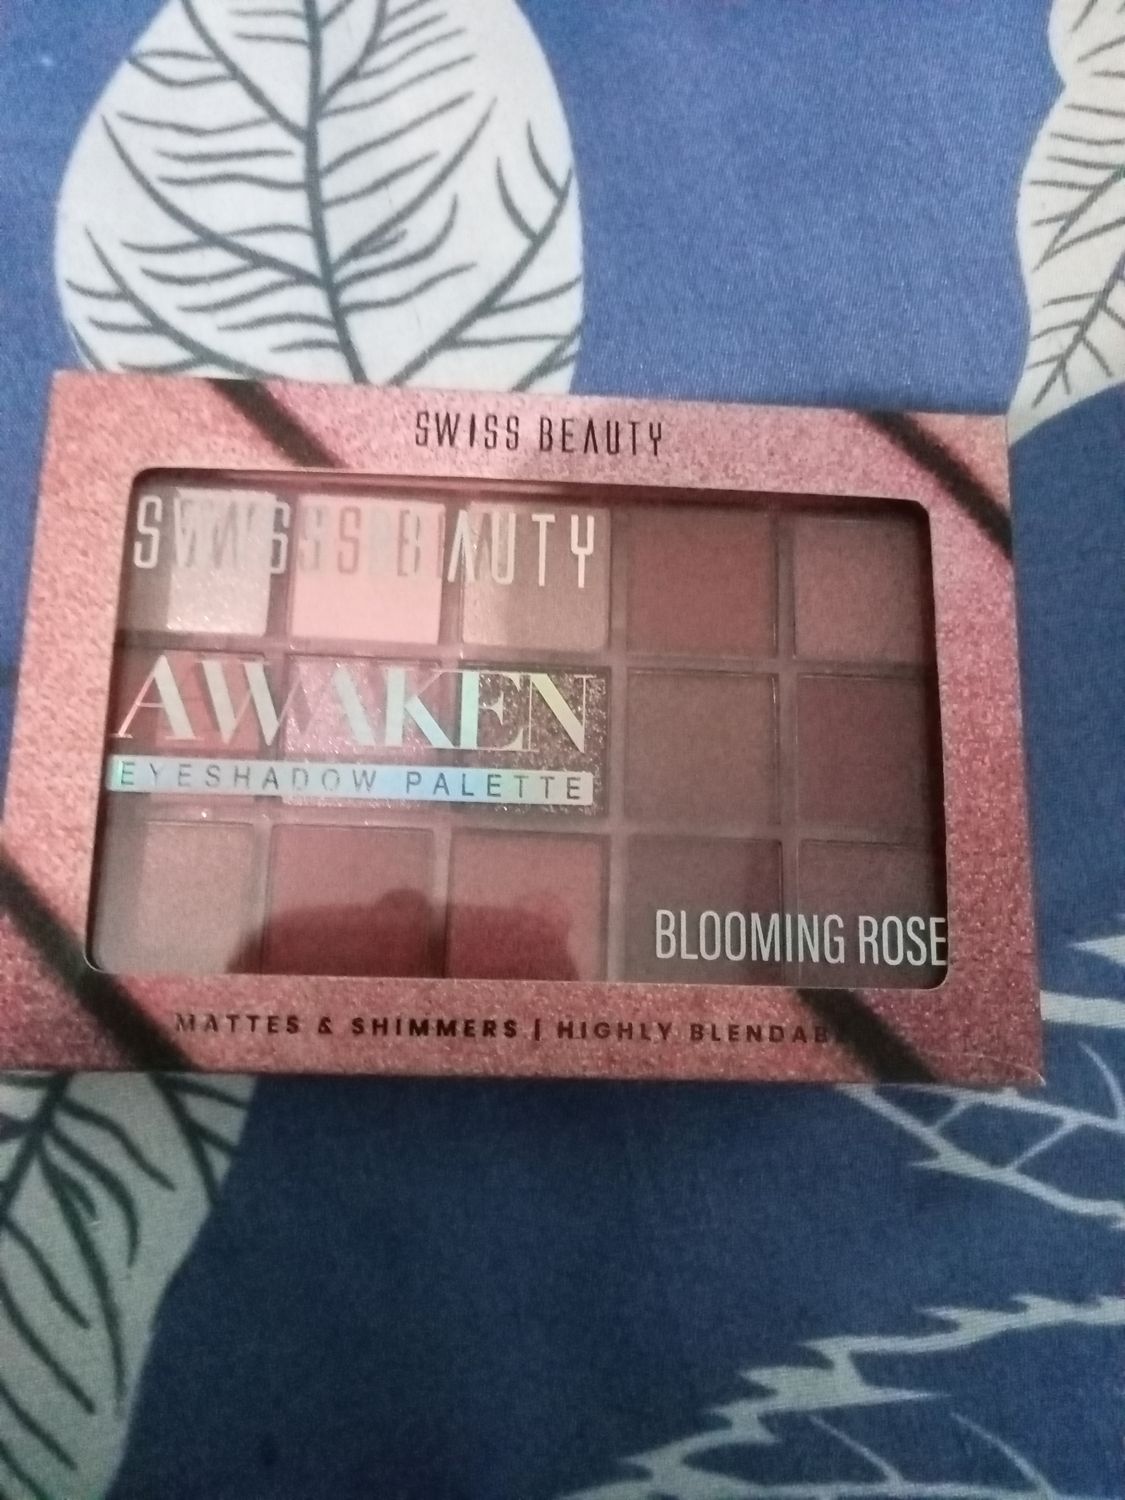 SWISS BEAUTY
SWISS BEAUTY
AWAKEN
EYESHADOW PALETTE
BLOOMING ROSE
MATTES & SHIMMERS | HIGHLY